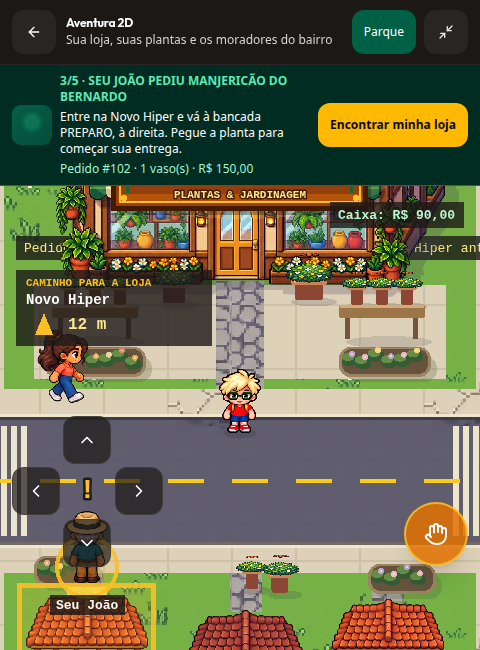 Aventura 2D
Sua loja, suas plantas e os moradores do bairro
Parque
3/5 · SEU JOÃO PEDIU MANJERICÃO DO
BERNARDO
Entre na Novo Hiper e vá à bancada
PREPARO, à direita. Pegue a planta para
começar sua entrega.
Pedido #102 · 1 vaso(s) · R$ 150,00
Encontrar minha loja
PLANTAS & JARDINAGEM
Caixa: R$ 90,00
Pedid
Hiper ant
CAMINHO PARA A LOJA
Novo Hiper
12 m
!
Seu João